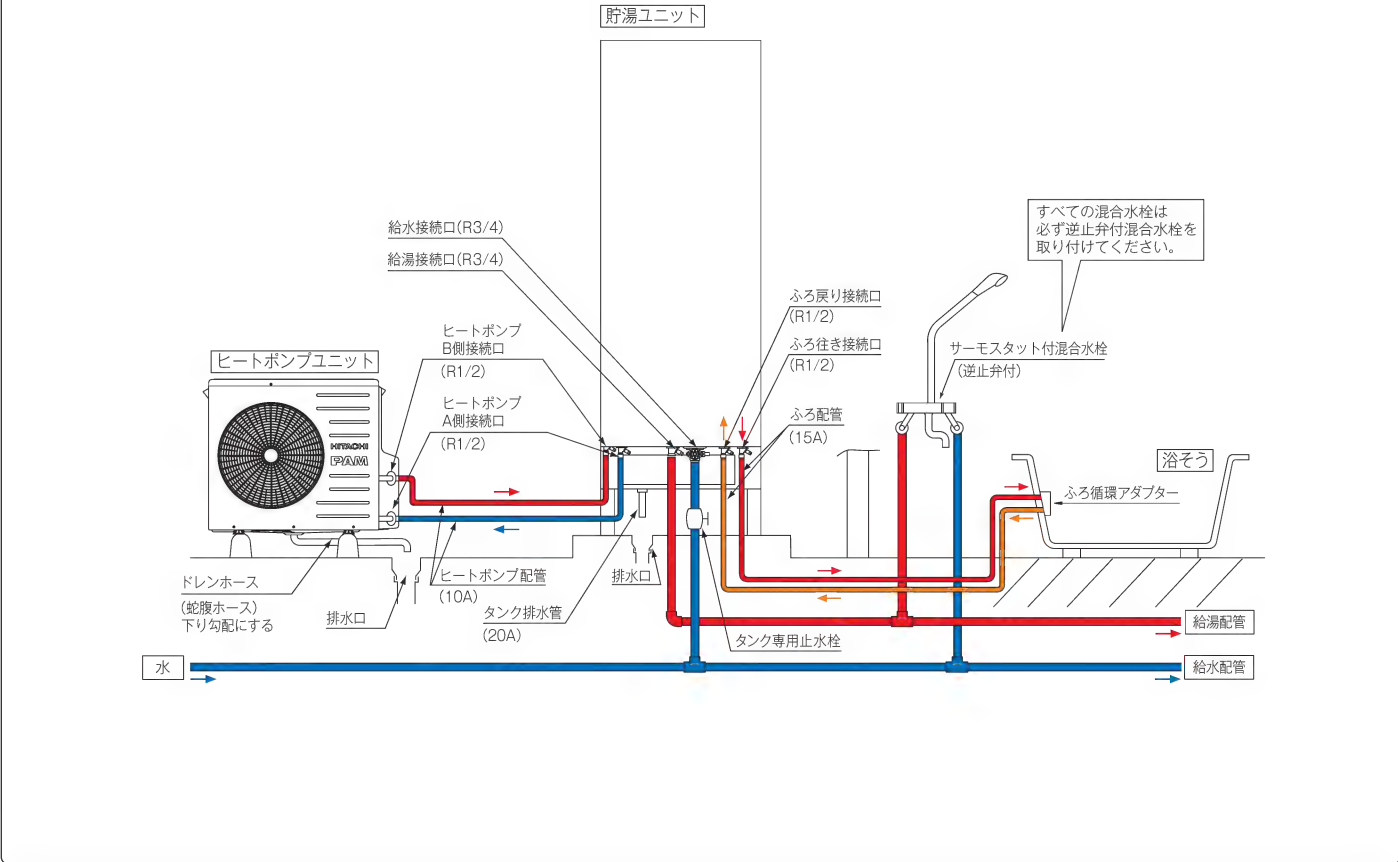 貯湯ユニット
給水接続口(R3/4)
給湯接続口(R3/4)
すべての混合水栓は
必ず逆止弁付混合水栓を
取り付けてください。
ふろ戻り接続口
(R1/2)
ふろ往き接続口
(R1/2)
ヒートポンプ
B側接続口
(R1/2)
ヒートポンプユニット
サーモスタット付混合水栓
(逆止弁付)
ヒートポンプ
A側接続口
(R1/2)
ふろ配管
(15A)
HITACHI
PAM
浴そう
ふろ循環アダプター
ドレンホース
(蛇腹ホース)
下り勾配にする
排水口
ヒートポンプ配管
(10A)
タンク排水管
(20A)
排水口
タンク専用止水栓
給湯配管
水
給水配管